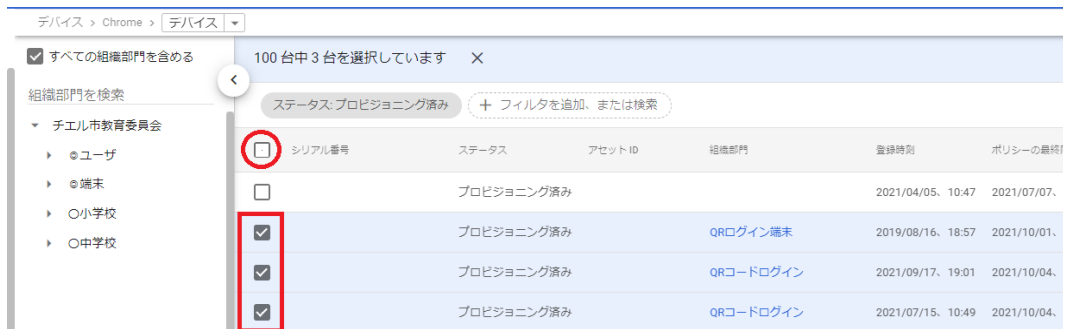 デバイス > Chrome > デバイス
すべての組織部門を含める
100 台中 3 台を選択しています
組織部門を検索
ステータス: プロビジョニング済み
+ フィルタを追加、または検索
チエル市教育委員会
◎ユーザ
◎端末
〇小学校
〇中学校
シリアル番号 ステータス アセット ID 組織部門 登録時刻 ポリシーの最終
プロビジョニング済み 2021/04/05、10:47 2021/07/07、
プロビジョニング済み QRログイン端末 2019/08/16、18:57 2021/10/01、
プロビジョニング済み QRコードログイン 2021/09/17、19:01 2021/10/04、
プロビジョニング済み QRコードログイン 2021/07/15、10:49 2021/10/04、